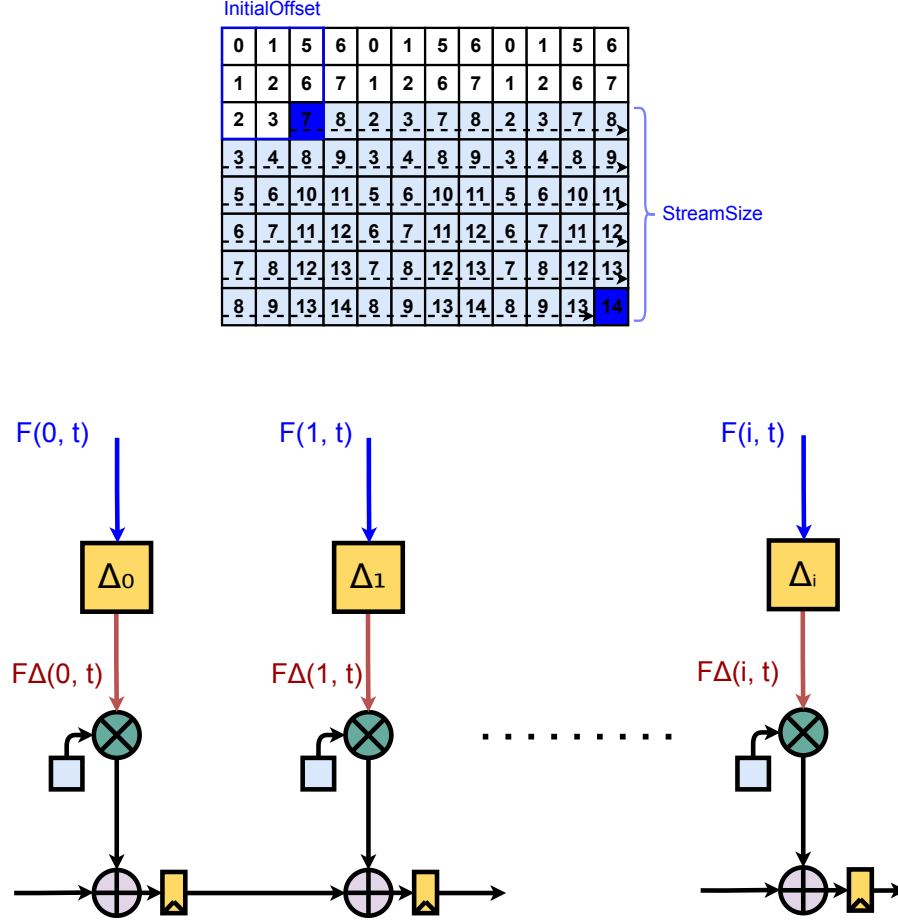 InitialOffset
0 1 5 6 0 1 5 6 0 1 5 6
1 2 6 7 1 2 6 7 1 2 6 7
2 3 7 8 2 3 7 8 2 3 7 8
3 4 8 9 3 4 8 9 3 4 8 9
5 6 10 11 5 6 10 11 5 6 10 11
StreamSize
6 7 11 12 6 7 11 12 6 7 11 12
7 8 12 13 7 8 12 13 7 8 12 13
8 9 13 14 8 9 13 14 8 9 13 14
F(0, t) F(1, t) F(i, t)
Δ₀ Δ₁ Δᵢ
FΔ(0, t) FΔ(1, t) FΔ(i, t)